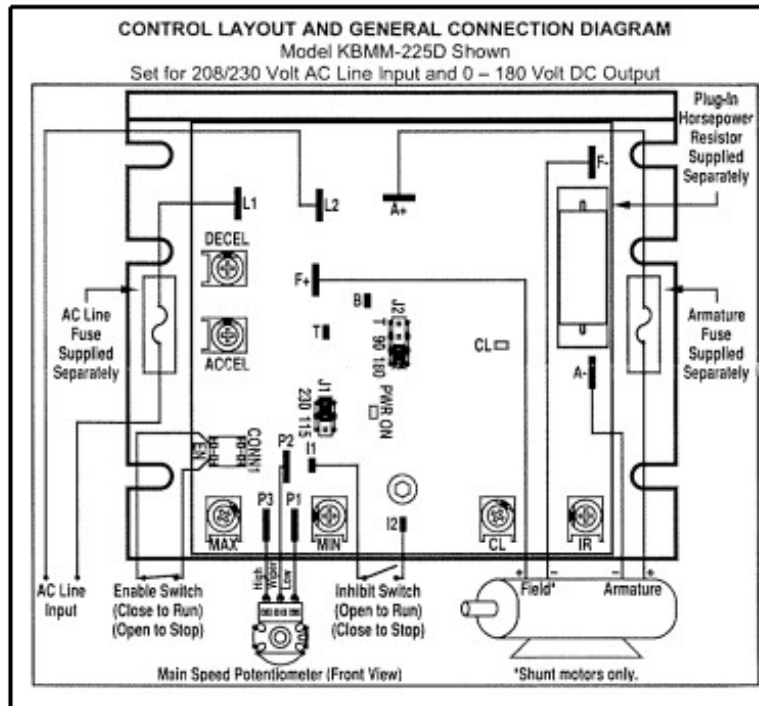 CONTROL LAYOUT AND GENERAL CONNECTION DIAGRAM
Model KBMM-225D Shown
Set for 208/230 Volt AC Line Input and 0 – 180 Volt DC Output
Plug-In
Horsepower
Resistor
Supplied
Separately
F-
L1
L2
A+
DECEL
F+
B
J2
T
90
180
AC Line
Fuse
Supplied
Separately
T
CL
Armature
Fuse
Supplied
Separately
ACCEL
A-
J1
230
115
PWR ON
EN
CONN1
P2
I1
P3
P1
I2
MAX
MIN
CL
IR
High
Wiper
Low
+
-
-
+
AC Line
Input
Enable Switch
(Close to Run)
(Open to Stop)
Inhibit Switch
(Open to Run)
(Close to Stop)
Field*
Armature
Main Speed Potentiometer (Front View)
*Shunt motors only.